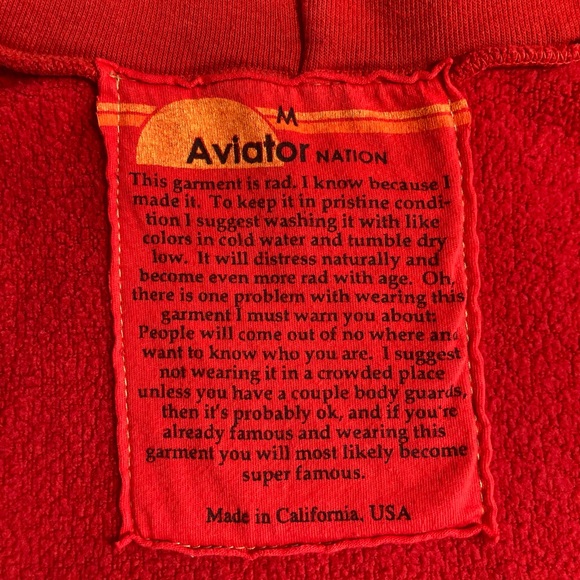 M
Aviator NATION
This garment is rad. I know because I
made it. To keep it in pristine condi-
tion I suggest washing it with like
colors in cold water and tumble dry
low. It will distress naturally and
become even more rad with age. Oh,
there is one problem with wearing this
garment I must warn you about:
People will come out of no where and
want to know who you are. I suggest
not wearing it in a crowded place
unless you have a couple body guards,
then it's probably ok, and if you're
already famous and wearing this
garment you will most likely become
super famous.
Made in California, USA